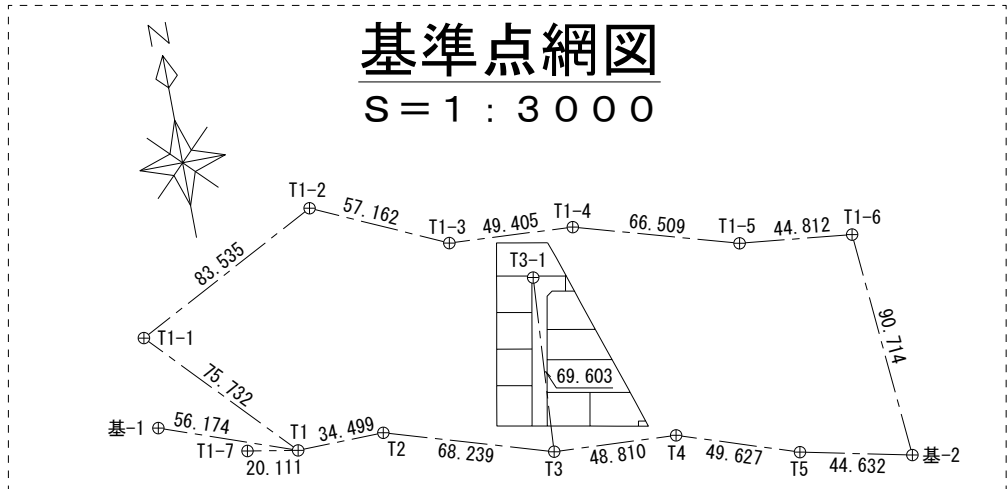 基準点網図
S=1:3000
N
T1-2
57.162
T1-3
49.405
T1-4
66.509
T1-5
44.812
T1-6
83.535
T3-1
90.714
T1-1
75.732
69.603
基-1
56.174
T1
34.499
T2
68.239
T3
48.810
T4
49.627
T5
44.632
基-2
T1-7
20.111